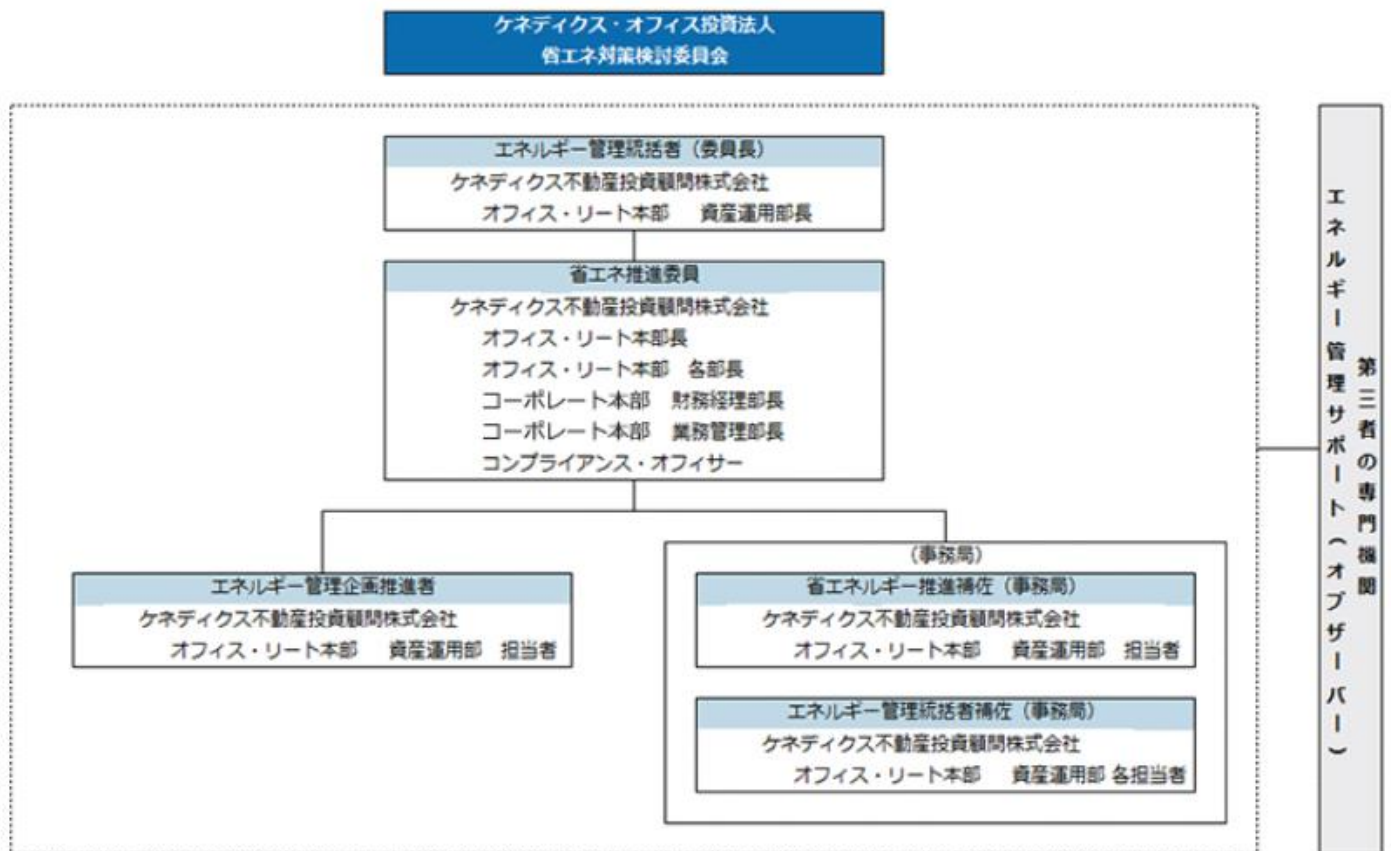 ケネディクス・オフィス投資法人
省エネ対策検討委員会
エネルギー管理統括者（委員長）
ケネディクス不動産投資顧問株式会社
オフィス・リート本部　資産運用部長
省エネ推進委員
ケネディクス不動産投資顧問株式会社
オフィス・リート本部長
オフィス・リート本部　各部長
コーポレート本部　財務経理部長
コーポレート本部　業務管理部長
コンプライアンス・オフィサー
エネルギー管理企画推進者
ケネディクス不動産投資顧問株式会社
オフィス・リート本部　資産運用部　担当者
（事務局）
省エネルギー推進補佐（事務局）
ケネディクス不動産投資顧問株式会社
オフィス・リート本部　資産運用部　担当者
エネルギー管理統括者補佐（事務局）
ケネディクス不動産投資顧問株式会社
オフィス・リート本部　資産運用部 各担当者
第三者の専門機関
エネルギー管理サポート（オブザーバー）